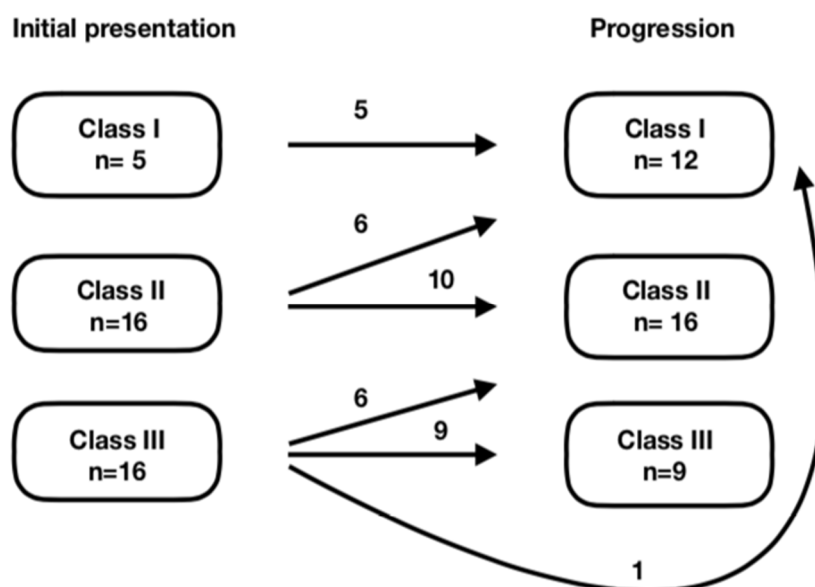 Initial presentation
Progression
Class I
n= 5
5
Class I
n= 12
6
Class II
n=16
10
Class II
n= 16
6
Class III
n=16
9
Class III
n=9
1